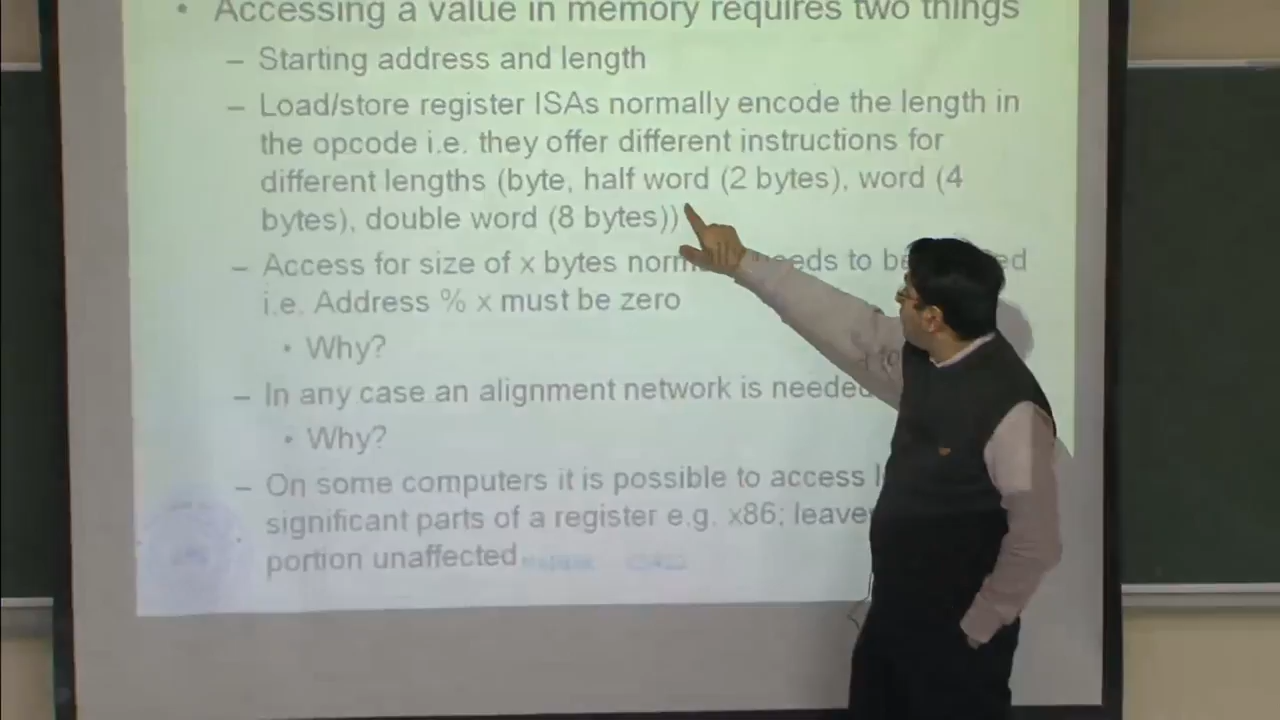 • Accessing a value in memory requires two things
– Starting address and length
– Load/store register ISAs normally encode the length in
the opcode i.e. they offer different instructions for
different lengths (byte, half word (2 bytes), word (4
bytes), double word (8 bytes))
– Access for size of x bytes normally needs to be
i.e. Address % x must be zero
• Why?
– In any case an alignment network is needed
• Why?
– On some computers it is possible to access
significant parts of a register e.g. x86; leave
portion unaffected